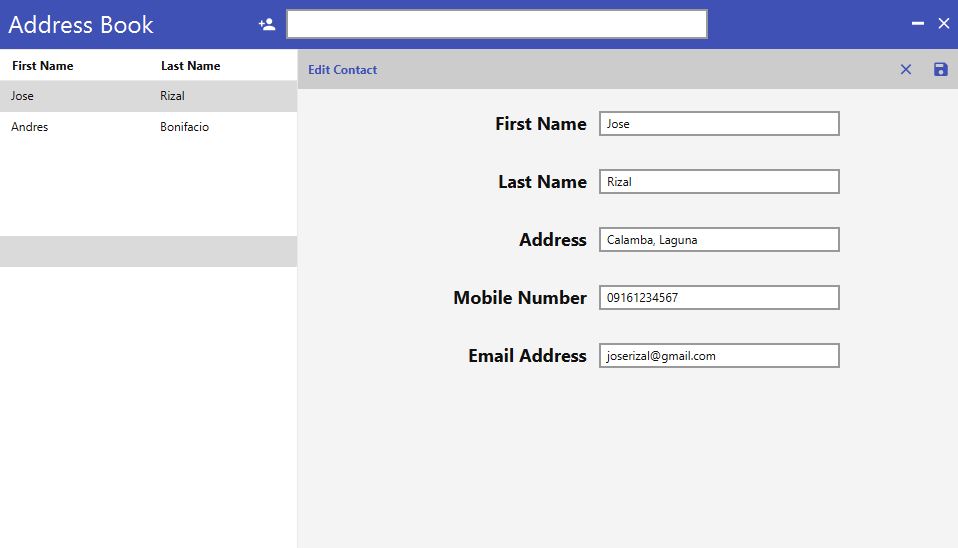 Address Book
First Name Last Name
Jose Rizal
Andres Bonifacio
Edit Contact
First Name Jose
Last Name Rizal
Address Calamba, Laguna
Mobile Number 09161234567
Email Address joserizal@gmail.com